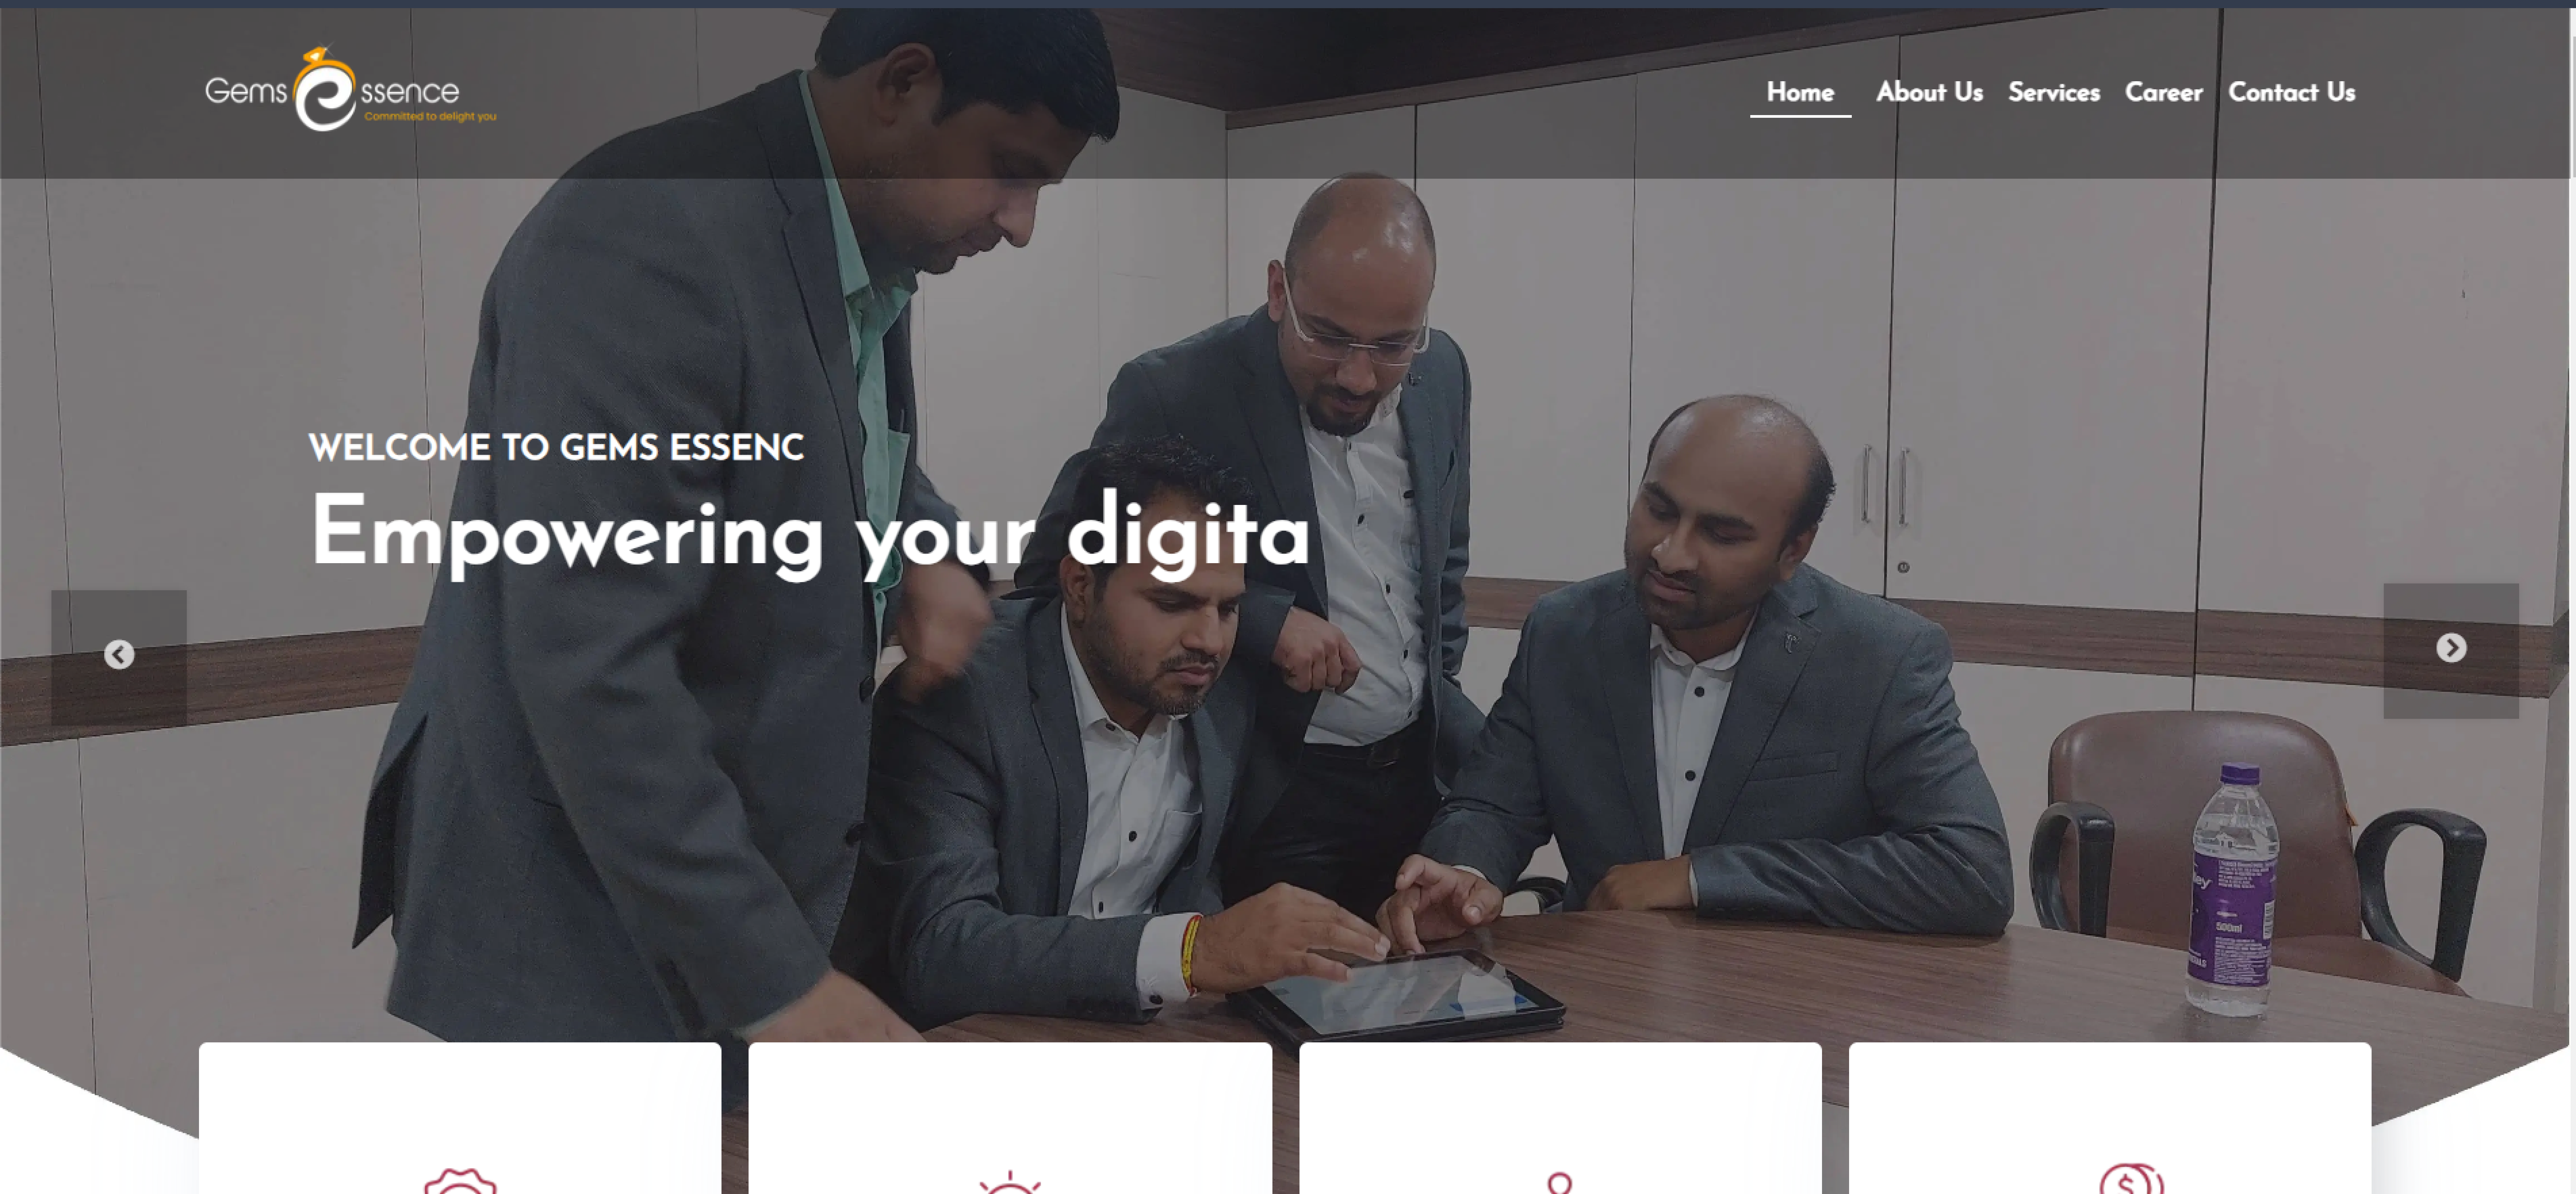 Gems essence
Committed to delight you
Home About Us Services Career Contact Us
WELCOME TO GEMS ESSENC
Empowering your digita
500ml
$